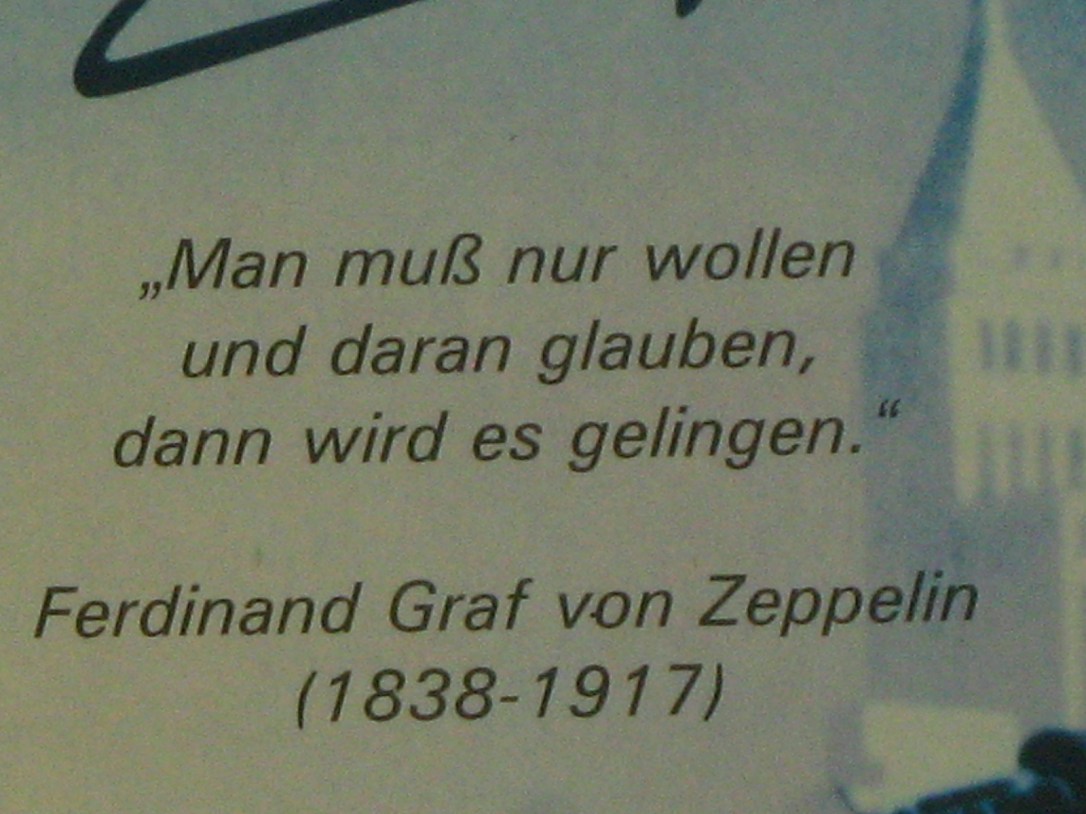 „Man muß nur wollen
und daran glauben,
dann wird es gelingen.“
Ferdinand Graf von Zeppelin
(1838-1917)